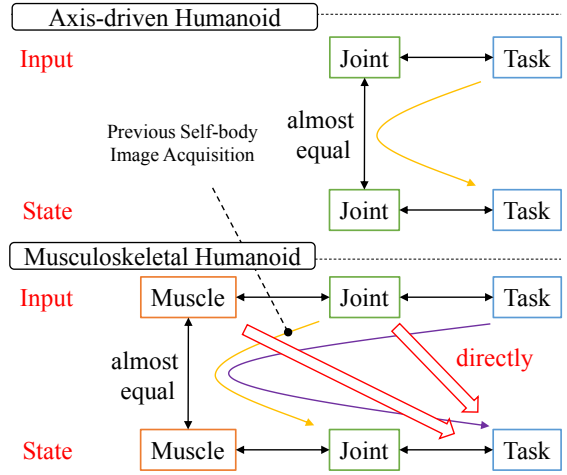 Axis-driven Humanoid
Input
Joint
Task
almost
equal
Previous Self-body
Image Acquisition
State
Joint
Task
Musculoskeletal Humanoid
Input
Muscle
Joint
Task
almost
equal
directly
State
Muscle
Joint
Task